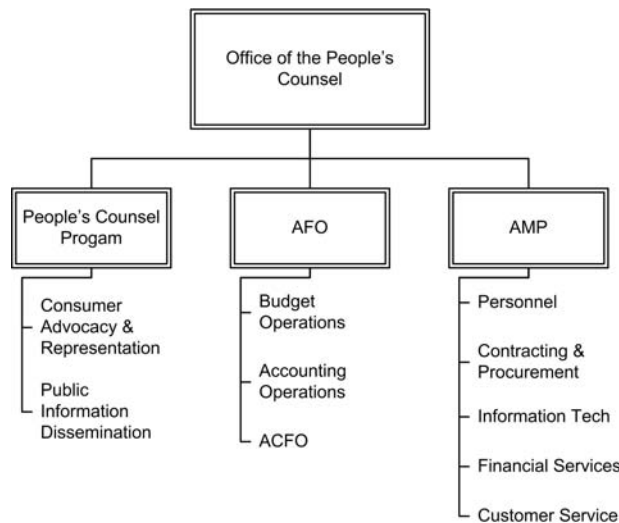 Office of the People's
Counsel
People's Counsel
Progam
AFO
AMP
Consumer
Advocacy &
Representation
Public
Information
Dissemination
Budget
Operations
Accounting
Operations
ACFO
Personnel
Contracting &
Procurement
Information Tech
Financial Services
Customer Service